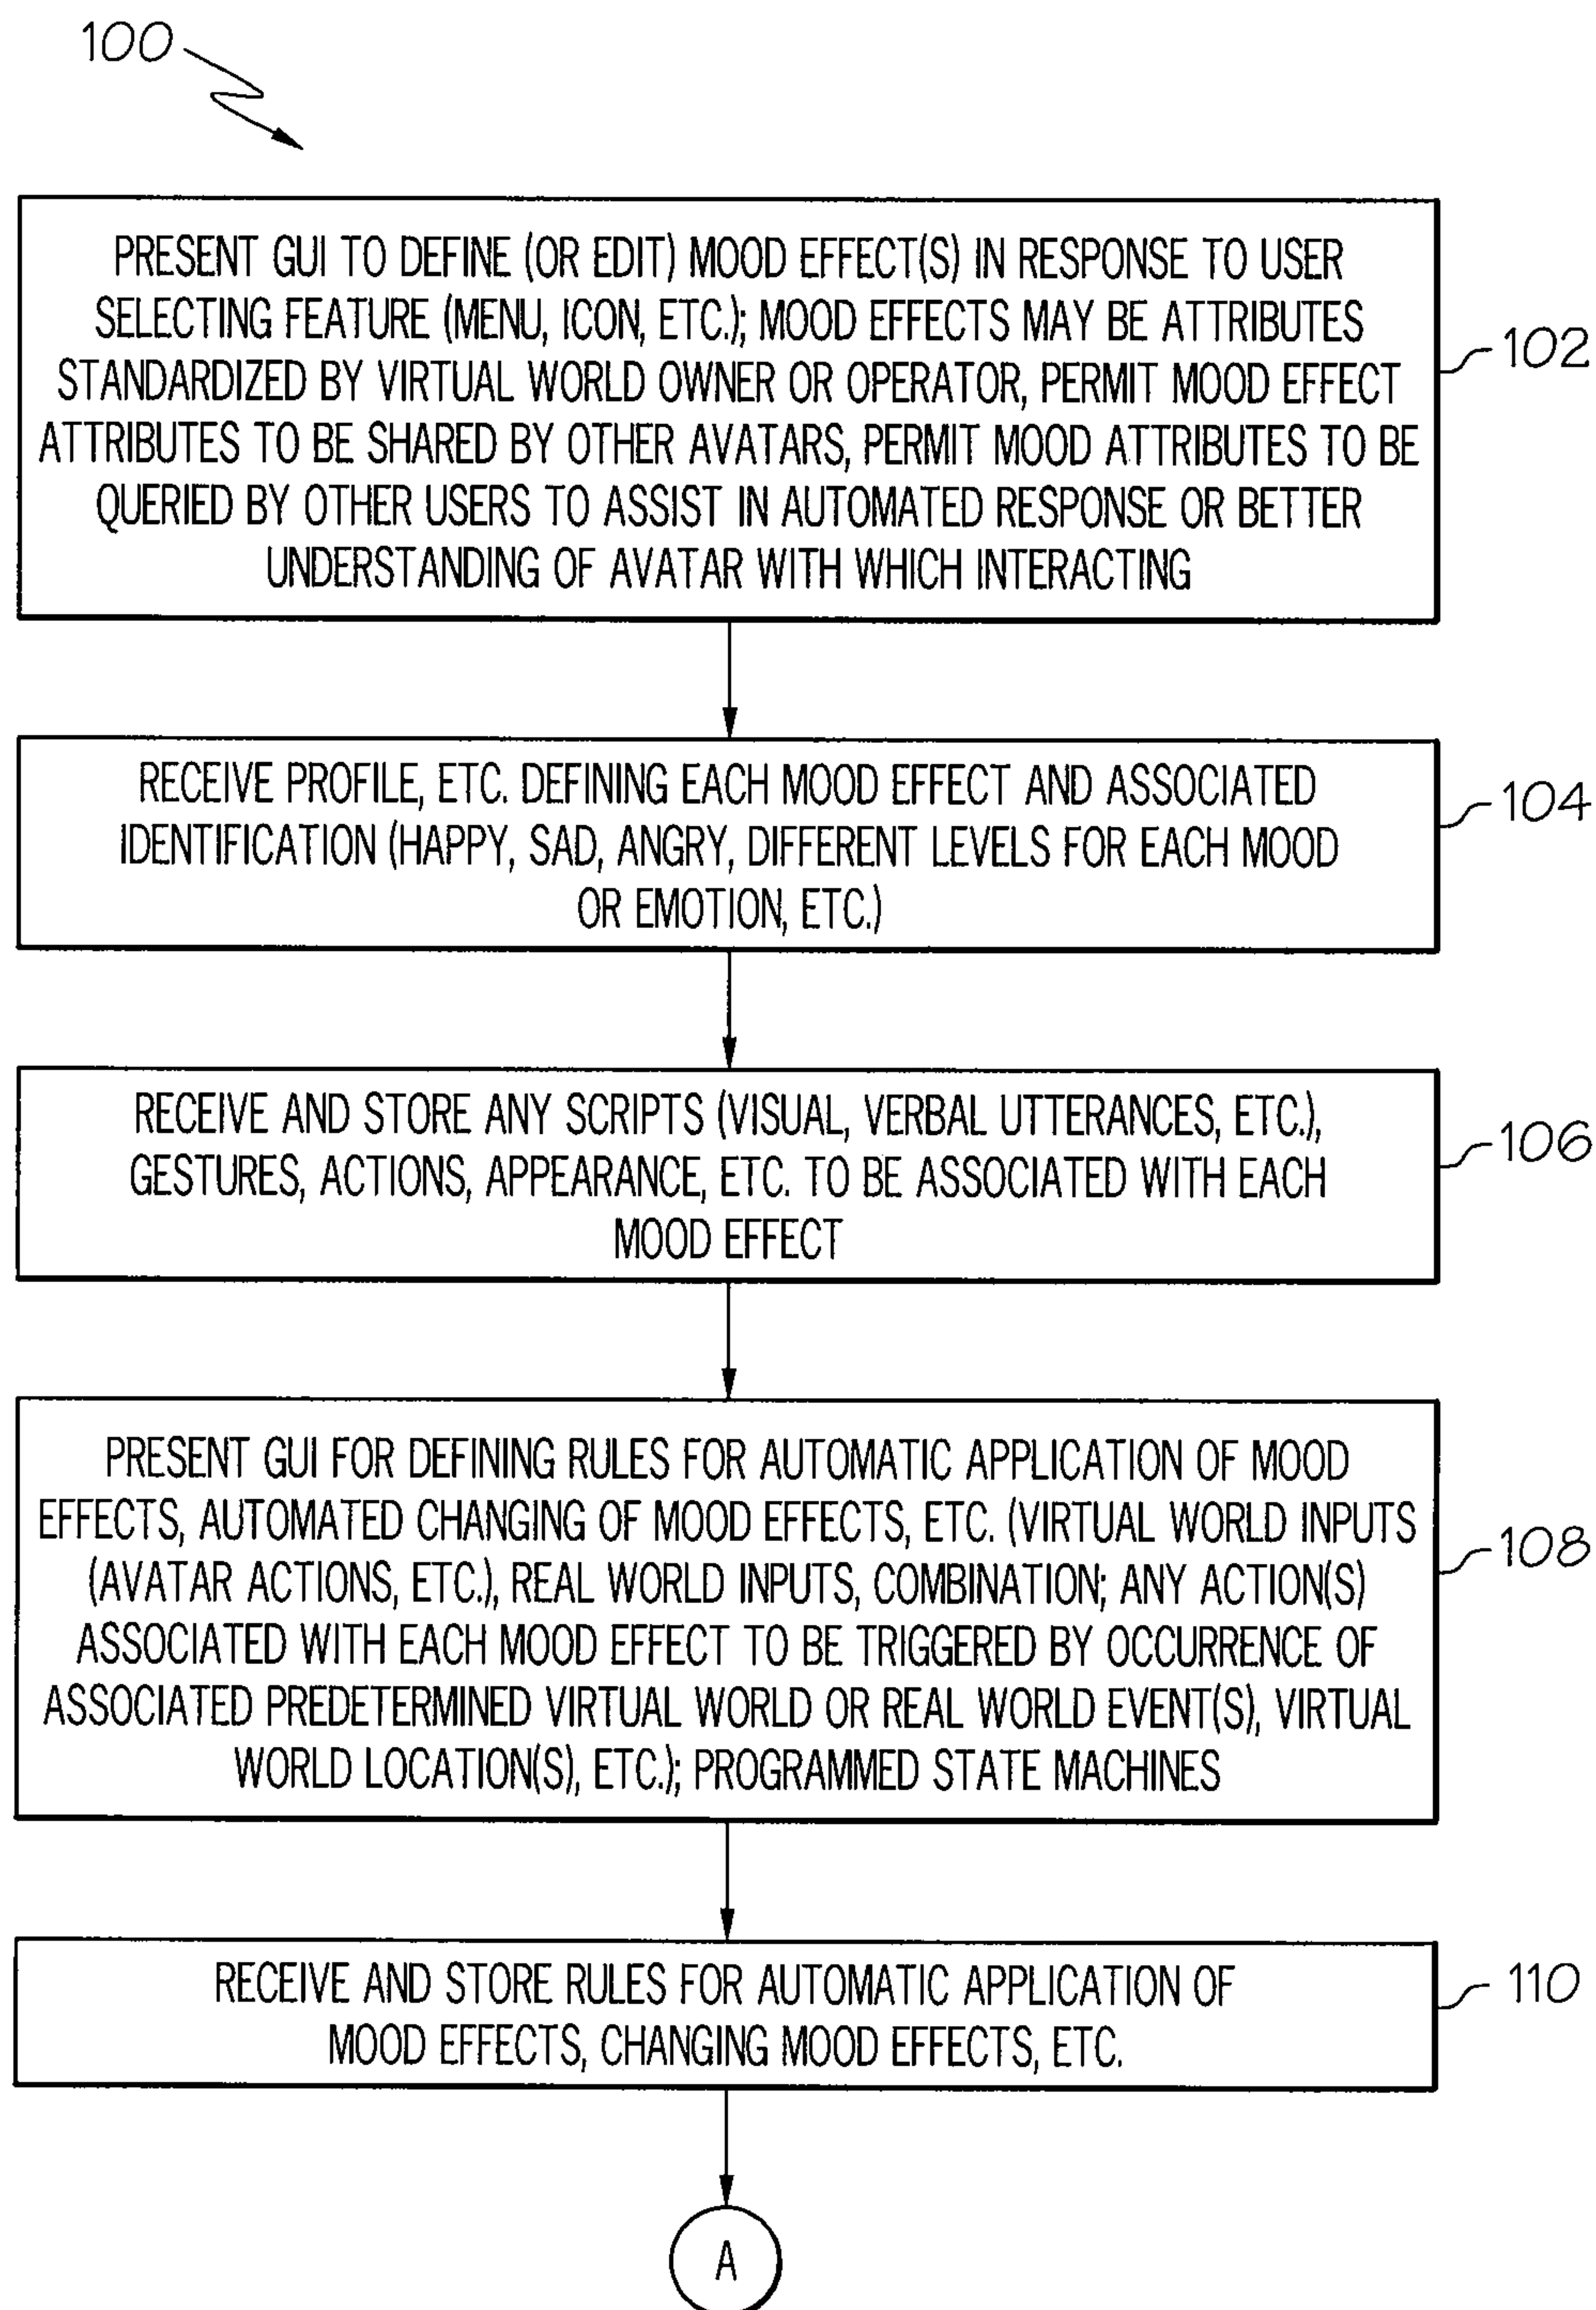 100
PRESENT GUI TO DEFINE (OR EDIT) MOOD EFFECT(S) IN RESPONSE TO USER
SELECTING FEATURE (MENU, ICON, ETC.); MOOD EFFECTS MAY BE ATTRIBUTES
STANDARDIZED BY VIRTUAL WORLD OWNER OR OPERATOR, PERMIT MOOD EFFECT
ATTRIBUTES TO BE SHARED BY OTHER AVATARS, PERMIT MOOD ATTRIBUTES TO BE
QUERIED BY OTHER USERS TO ASSIST IN AUTOMATED RESPONSE OR BETTER
UNDERSTANDING OF AVATAR WITH WHICH INTERACTING
102
RECEIVE PROFILE, ETC. DEFINING EACH MOOD EFFECT AND ASSOCIATED
IDENTIFICATION (HAPPY, SAD, ANGRY, DIFFERENT LEVELS FOR EACH MOOD
OR EMOTION, ETC.)
104
RECEIVE AND STORE ANY SCRIPTS (VISUAL, VERBAL UTTERANCES, ETC.),
GESTURES, ACTIONS, APPEARANCE, ETC. TO BE ASSOCIATED WITH EACH
MOOD EFFECT
106
PRESENT GUI FOR DEFINING RULES FOR AUTOMATIC APPLICATION OF MOOD
EFFECTS, AUTOMATED CHANGING OF MOOD EFFECTS, ETC. (VIRTUAL WORLD INPUTS
(AVATAR ACTIONS, ETC.), REAL WORLD INPUTS, COMBINATION; ANY ACTION(S)
ASSOCIATED WITH EACH MOOD EFFECT TO BE TRIGGERED BY OCCURRENCE OF
ASSOCIATED PREDETERMINED VIRTUAL WORLD OR REAL WORLD EVENT(S), VIRTUAL
WORLD LOCATION(S), ETC.); PROGRAMMED STATE MACHINES
108
RECEIVE AND STORE RULES FOR AUTOMATIC APPLICATION OF
MOOD EFFECTS, CHANGING MOOD EFFECTS, ETC.
110
A